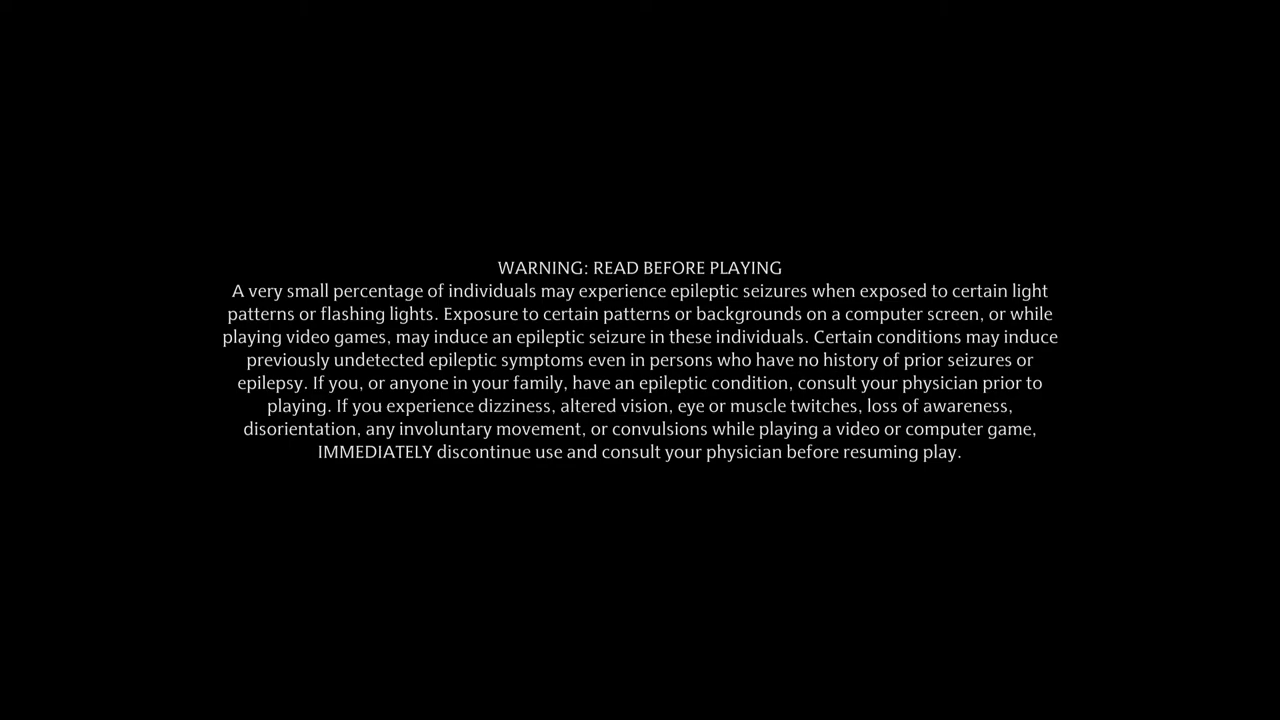 WARNING: READ BEFORE PLAYING
A very small percentage of individuals may experience epileptic seizures when exposed to certain light
patterns or flashing lights. Exposure to certain patterns or backgrounds on a computer screen, or while
playing video games, may induce an epileptic seizure in these individuals. Certain conditions may induce
previously undetected epileptic symptoms even in persons who have no history of prior seizures or
epilepsy. If you, or anyone in your family, have an epileptic condition, consult your physician prior to
playing. If you experience dizziness, altered vision, eye or muscle twitches, loss of awareness,
disorientation, any involuntary movement, or convulsions while playing a video or computer game,
IMMEDIATELY discontinue use and consult your physician before resuming play.